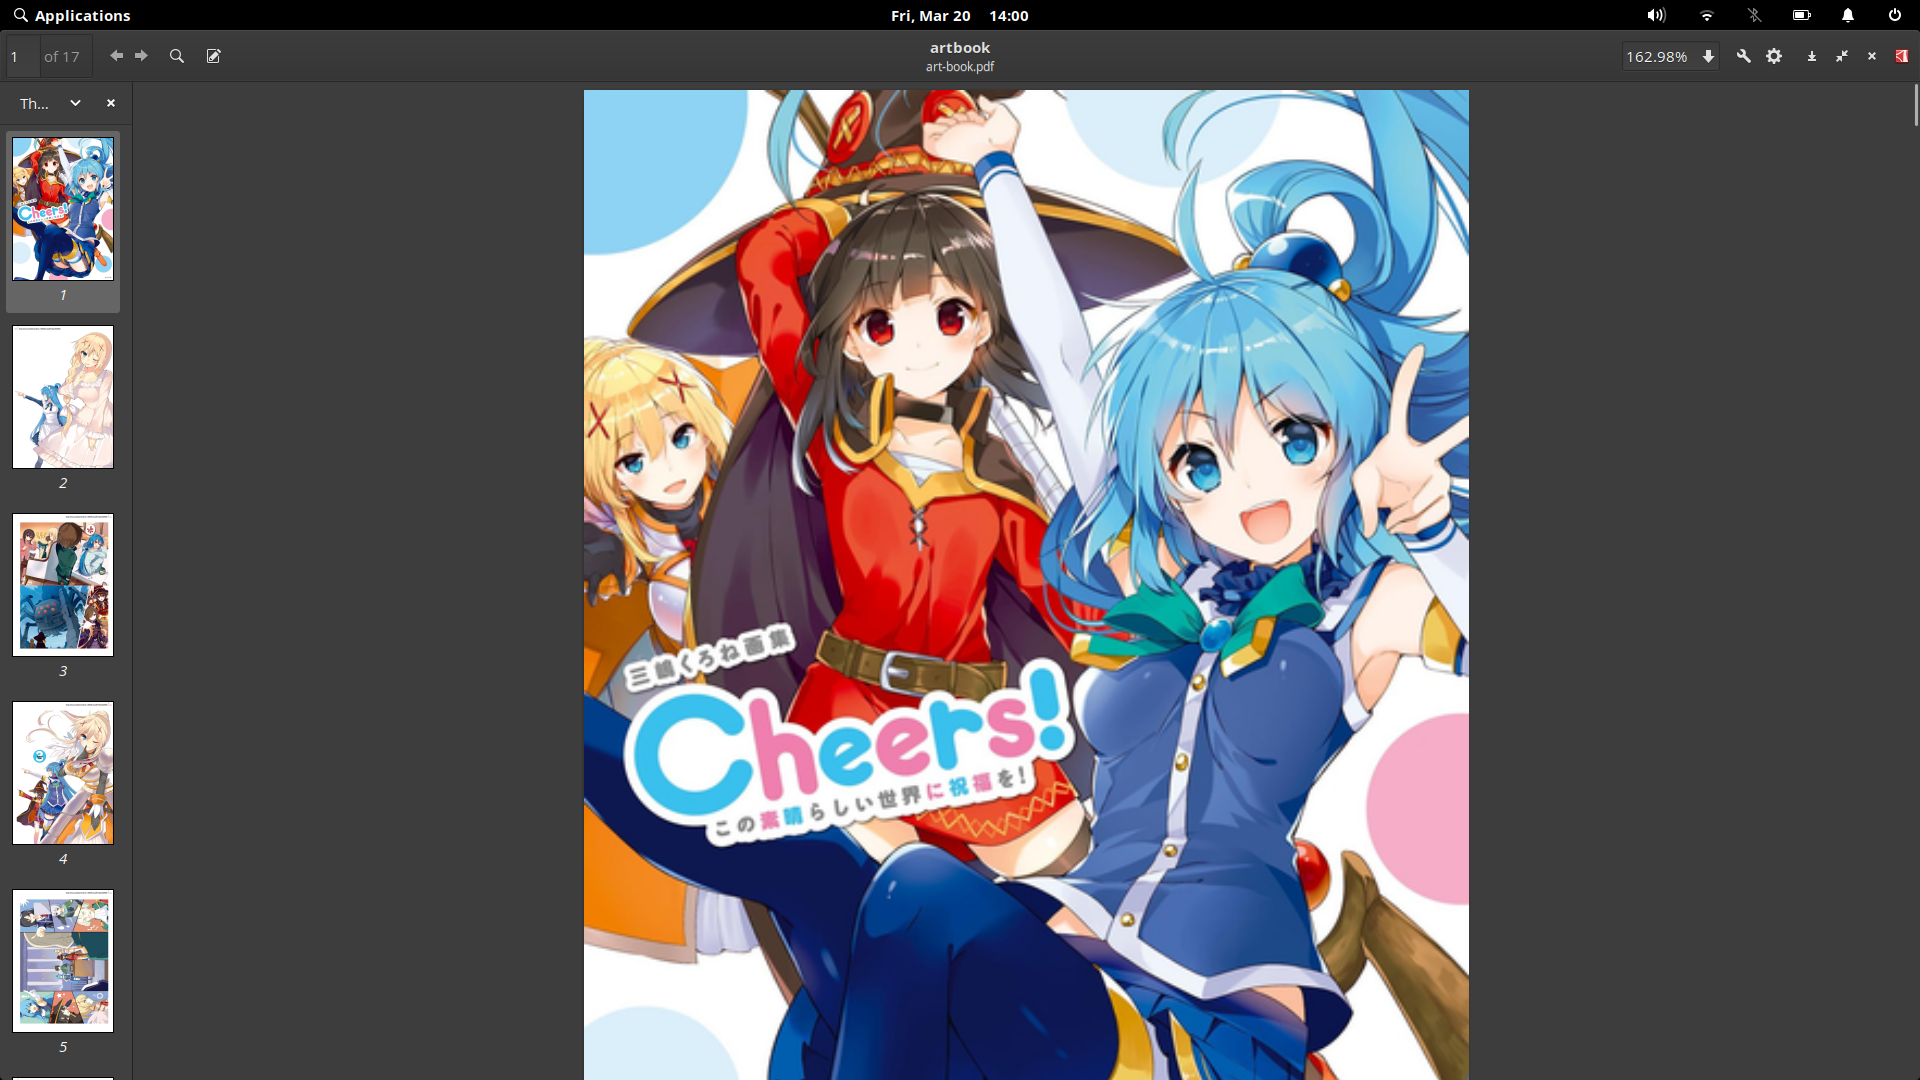 Applications
Fri, Mar 20 14:00
1 of 17
artbook
art-book.pdf
162.98%
Th...
Cheers!
1
2
3
4
5
三嶋くろね画集
Cheers!
この素晴らしい世界に祝福を!